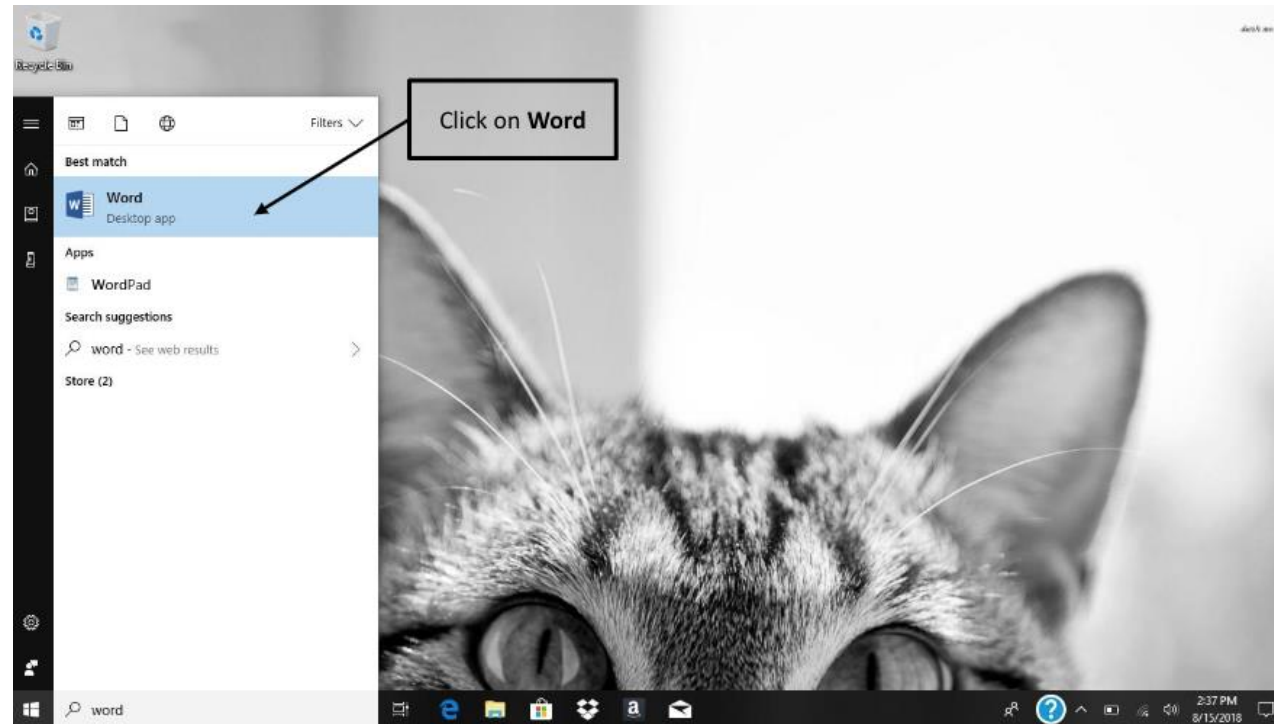 Recycle Bin
Filters
Click on Word
Best match
Word
Desktop app
Apps
WordPad
Search suggestions
word - See web results
Store (2)
word
a
2:37 PM
8/15/2018